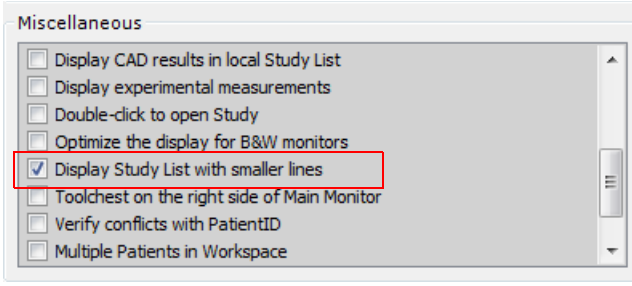 Miscellaneous
Display CAD results in local Study List
Display experimental measurements
Double-click to open Study
Optimize the display for B&W monitors
Display Study List with smaller lines
Toolchest on the right side of Main Monitor
Verify conflicts with PatientID
Multiple Patients in Workspace